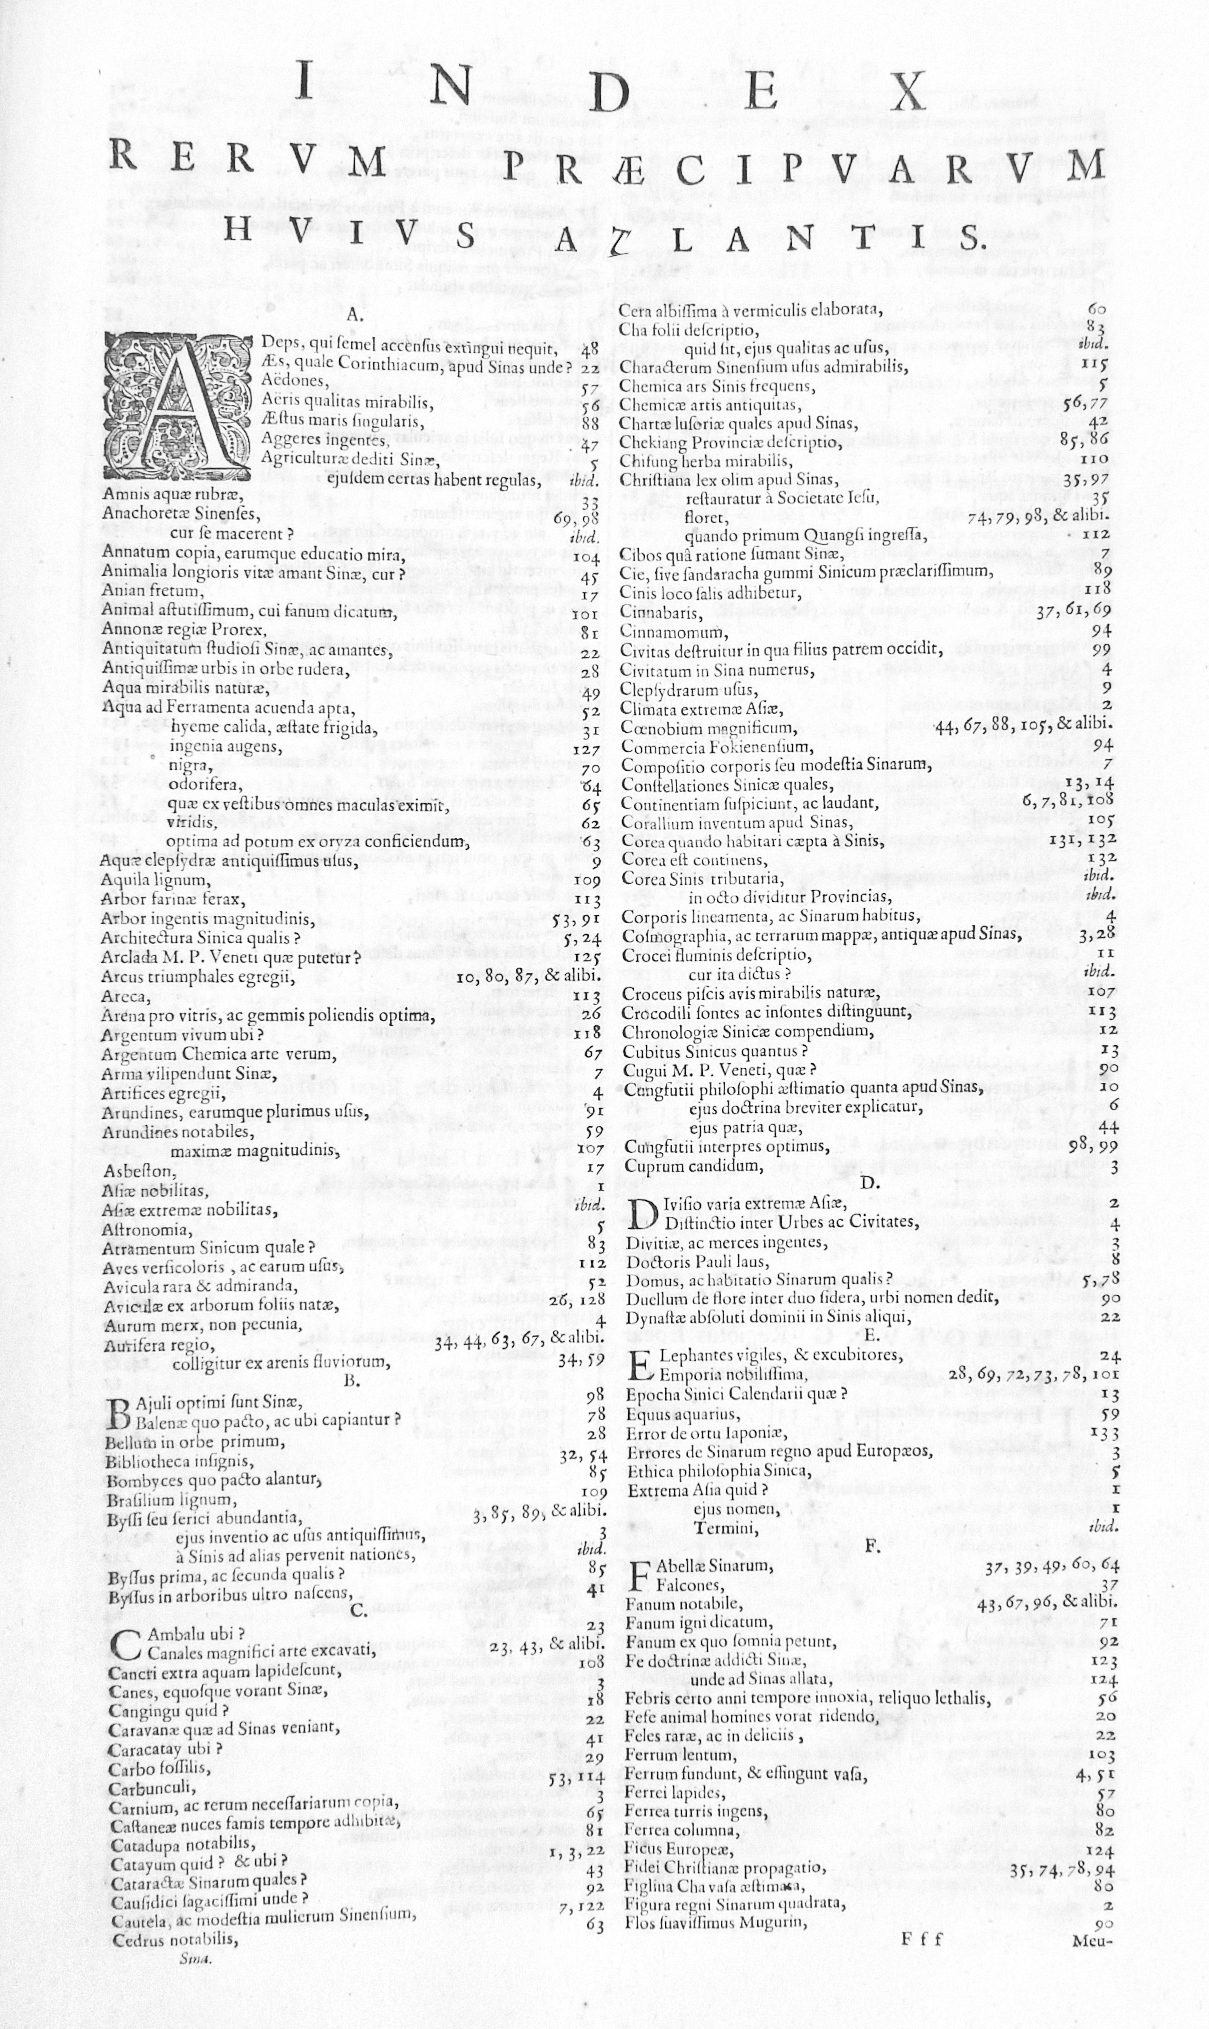 INDEX
RERVM PRÆCIPVARVM
HVIVS ATLANTIS.
A.
ADeps, qui ſemel accenſus extingui nequit, 48
Æs, quale Corinthiacum, apud Sinas unde? 22
Aëdones, 57
Aëris qualitas mirabilis, 56
Æſtus maris ſingularis, 88
Aggeres ingentes, 47
Agriculturæ dediti Sinæ, 5
ejuſdem certas habent regulas, ibid.
Amnis aquæ rubræ, 33
Anachoretæ Sinenſes, 69, 98
cur ſe macerent? ibid.
Annatum copia, earumque educatio mira, 104
Animalia longioris vitæ amant Sinæ, cur? 45
Anian fretum, 17
Animal aſtutiſſimum, cui fanum dicatum, 101
Annonæ regiæ Prorex, 81
Antiquitatum ſtudioſi Sinæ, ac amantes, 22
Antiquiſſimæ urbis in orbe rudera, 28
Aqua mirabilis naturæ, 49
Aqua ad Ferramenta acuenda apta, 52
hyeme calida, æſtate frigida, 31
ingenia augens, 127
nigra, 70
odorifera, 64
quæ ex veſtibus omnes maculas eximit, 65
viridis, 62
optima ad potum ex oryza conficiendum, 63
Aquæ clepſydræ antiquiſſimus uſus, 9
Aquila lignum, 109
Arbor farinæ ferax, 113
Arbor ingentis magnitudinis, 53, 91
Architectura Sinica qualis? 5, 24
Arclada M. P. Veneti quæ putetur? 125
Arcus triumphales egregii, 10, 80, 87, & alibi.
Areca, 113
Arena pro vitris, ac gemmis poliendis optima, 26
Argentum vivum ubi? 118
Argentum Chemica arte verum, 67
Arma vilipendunt Sinæ, 7
Artifices egregii, 4
Arundines, earumque plurimus uſus, 91
Arundines notabiles, 59
maximæ magnitudinis, 107
Asbeſton, 17
Aſiæ nobilitas, 1
Aſiæ extremæ nobilitas, ibid.
Aſtronomia, 5
Atramentum Sinicum quale? 83
Aves verſicoloris, ac earum uſus, 112
Avicula rara & admiranda, 52
Aviculæ ex arborum foliis natæ, 26, 128
Aurum merx, non pecunia, 4
Aurifera regio, 34, 44, 63, 67, & alibi.
colligitur ex arenis fluviorum, 34, 59
B.
BAjuli optimi ſunt Sinæ, 98
Balenæ quo pacto, ac ubi capiantur? 78
Bellum in orbe primum, 28
Bibliotheca inſignis, 32, 54
Bombyces quo pacto alantur, 85
Braſilium lignum, 109
Byſſi ſeu ſerici abundantia, 3, 85, 89, & alibi.
ejus inventio ac uſus antiquiſſimus, 3
à Sinis ad alias pervenit nationes, ibid.
Byſſus prima, ac ſecunda qualis? 85
Byſſus in arboribus ultro naſcens, 41
C.
CAmbalu ubi? 23
Canales magnifici arte excavati, 23, 43, & alibi.
Cancri extra aquam lapideſcunt, 108
Canes, equoſque vorant Sinæ, 3
Cangingu quid? 18
Caravanæ quæ ad Sinas veniant, 22
Caracatay ubi? 41
Carbo foſſilis, 29
Carbunculi, 53, 114
Carnium, ac rerum neceſſariarum copia, 3
Caſtaneæ nuces famis tempore adhibitæ, 65
Catadupa notabilis, 81
Catayum quid? & ubi? 1, 3, 22
Cataractæ Sinarum quales? 43
Cauſidici ſagaciſſimi unde? 92
Cautela, ac modeſtia mulierum Sinenſium, 7, 122
Cedrus notabilis, 63
Sina.
Cera albiſſima à vermiculis elaborata, 60
Cha folii deſcriptio, 83
quid ſit, ejus qualitas ac uſus, ibid.
Characterum Sinenſium uſus admirabilis, 115
Chemica ars Sinis frequens, 5
Chemicæ artis antiquitas, 56, 77
Chartæ luſoriæ quales apud Sinas, 42
Chekiang Provinciæ deſcriptio, 85, 86
Chifung herba mirabilis, 110
Chriſtiana lex olim apud Sinas, 35, 97
reſtauratur à Societate Ieſu, 35
floret, 74, 79, 98, & alibi.
quando primum Quangſi ingreſſa, 112
Cibos quâ ratione ſumant Sinæ, 7
Cie, ſive ſandaracha gummi Sinicum præclariſſimum, 89
Cinis loco ſalis adhibetur, 118
Cinnabaris, 37, 61, 69
Cinnamomum, 94
Civitas deſtruitur in qua filius patrem occidit, 99
Civitatum in Sina numerus, 4
Clepſydrarum uſus, 9
Climata extremæ Aſiæ, 2
Cœnobium magnificum, 44, 67, 88, 105, & alibi.
Commercia Fokienenſium, 94
Compoſitio corporis ſeu modeſtia Sinarum, 7
Conſtellationes Sinicæ quales, 13, 14
Continentiam ſuſpiciunt, ac laudant, 6, 7, 81, 108
Corallium inventum apud Sinas, 105
Corea quando habitari cæpta à Sinis, 131, 132
Corea eſt continens, 132
Corea Sinis tributaria, ibid.
in octo dividitur Provincias, ibid.
Corporis lineamenta, ac Sinarum habitus, 4
Coſmographia, ac terrarum mappæ, antiquæ apud Sinas, 3, 28
Crocei fluminis deſcriptio, 11
cur ita dictus? ibid.
Croceus piſcis avis mirabilis naturæ, 107
Crocodili ſontes ac inſontes diſtinguunt, 113
Chronologiæ Sinicæ compendium, 12
Cubitus Sinicus quantus? 13
Cugui M. P. Veneti, quæ? 90
Cungfutii philoſophi æſtimatio quanta apud Sinas, 10
ejus doctrina breviter explicatur, 6
ejus patria quæ, 44
Cungfutii interpres optimus, 98, 99
Cuprum candidum, 3
D.
DIviſio varia extremæ Aſiæ, 2
Diſtinctio inter Urbes ac Civitates, 4
Divitiæ, ac merces ingentes, 3
Doctoris Pauli laus, 8
Domus, ac habitatio Sinarum qualis? 5, 78
Duellum de flore inter duo ſidera, urbi nomen dedit, 90
Dynaſtæ abſoluti dominii in Sinis aliqui, 22
E.
ELephantes vigiles, & excubitores, 24
Emporia nobiliſſima, 28, 69, 72, 73, 78, 101
Epocha Sinici Calendarii quæ? 13
Equus aquarius, 59
Error de ortu Iaponiæ, 133
Errores de Sinarum regno apud Europæos, 3
Ethica philoſophia Sinica, 5
Extrema Aſia quid? 1
ejus nomen, 1
Termini, ibid.
F.
FAbellæ Sinarum, 37, 39, 49, 60, 64
Falcones, 37
Fanum notabile, 43, 67, 96, & alibi.
Fanum igni dicatum, 71
Fanum ex quo ſomnia petunt, 92
Fe doctrinæ addicti Sinæ, 123
unde ad Sinas allata, 124
Febris certo anni tempore innoxia, reliquo lethalis, 56
Feſe animal homines vorat ridendo, 20
Feles raræ, ac in deliciis, 22
Ferrum lentum, 103
Ferrum fundunt, & effingunt vaſa, 4, 51
Ferrei lapides, 57
Ferrea turris ingens, 80
Ferrea columna, 82
Ficus Europeæ, 124
Fidei Chriſtianæ propagatio, 35, 74, 78, 94
Figlina Cha vaſa æſtimata, 80
Figura regni Sinarum quadrata, 2
Flos ſuaviſſimus Mugurin, 90
Fff Meu-